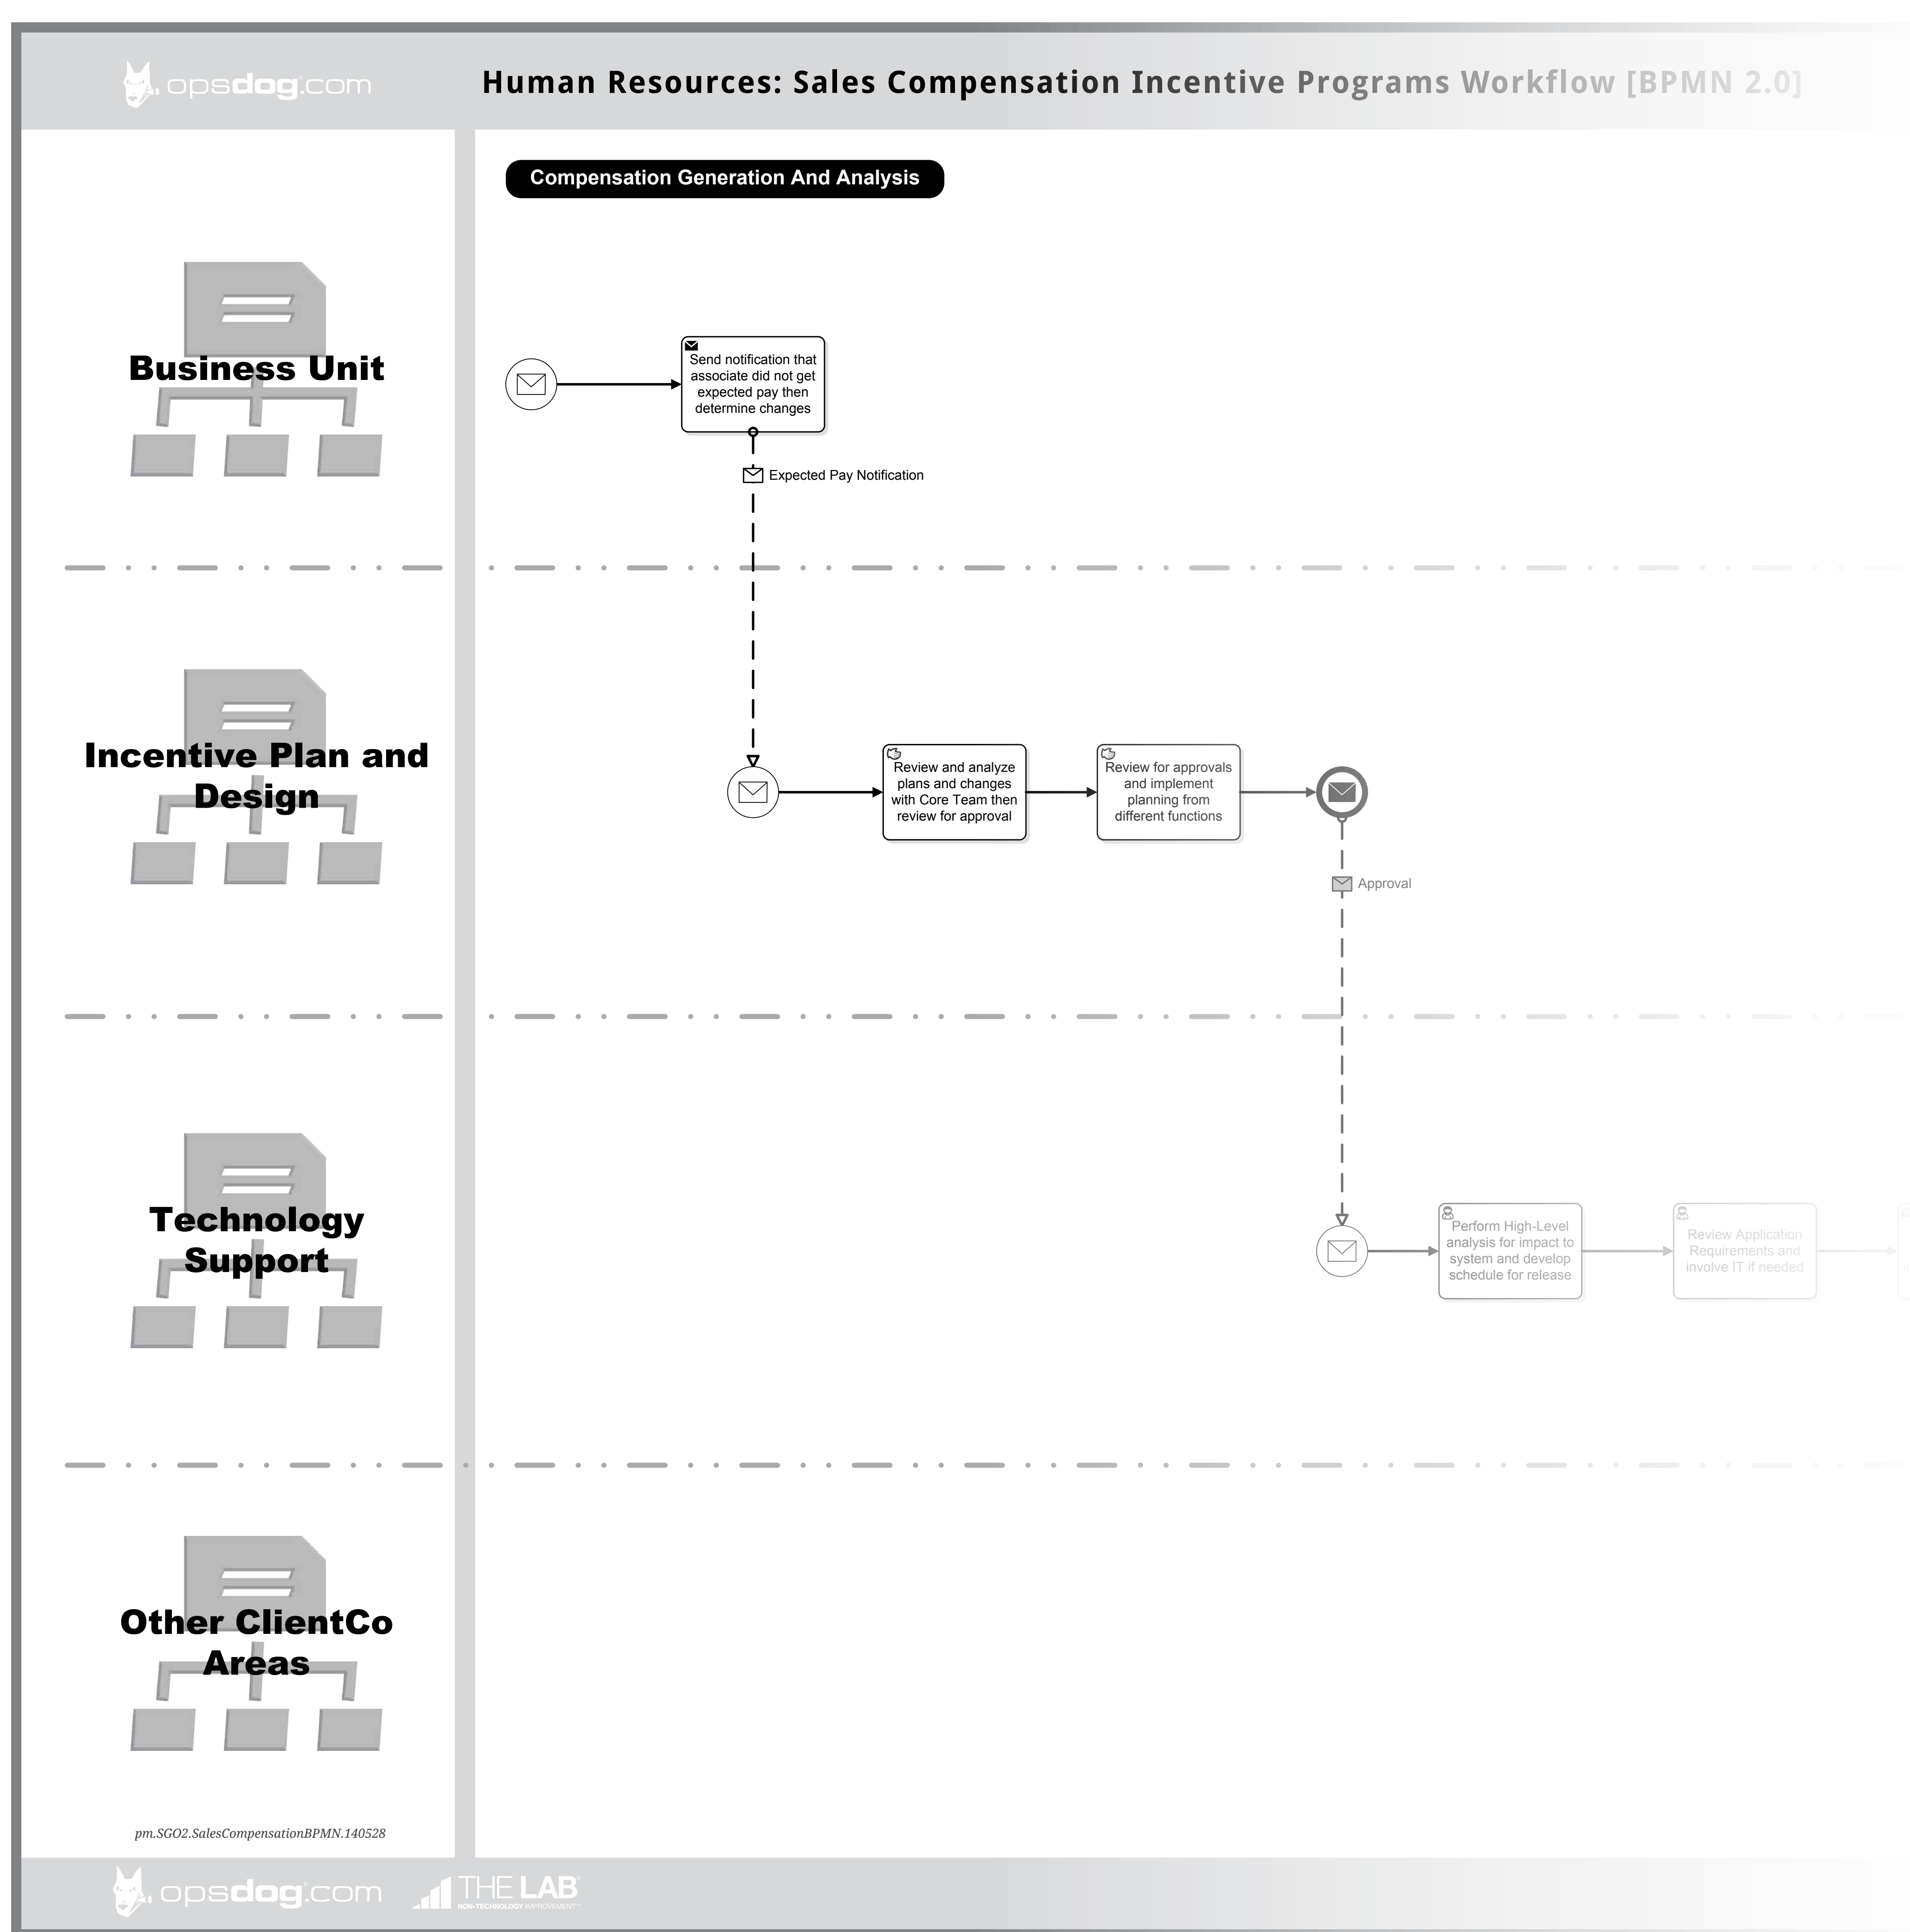 opsdog.com
Human Resources: Sales Compensation Incentive Programs Workflow [BPMN 2.0]
Compensation Generation And Analysis
Business Unit
Send notification that
associate did not get
expected pay then
determine changes
Expected Pay Notification
Incentive Plan and
Design
Review and analyze
plans and changes
with Core Team then
review for approval
Review for approvals
and implement
planning from
different functions
Approval
Technology
Support
Perform High-Level
analysis for impact to
system and develop
schedule for release
Review Application
Requirements and
involve IT if needed
Other ClientCo
Areas
pm.SGO2.SalesCompensationBPMN.140528
opsdog.com
THE LAB
NON-TECHNOLOGY IMPROVEMENT